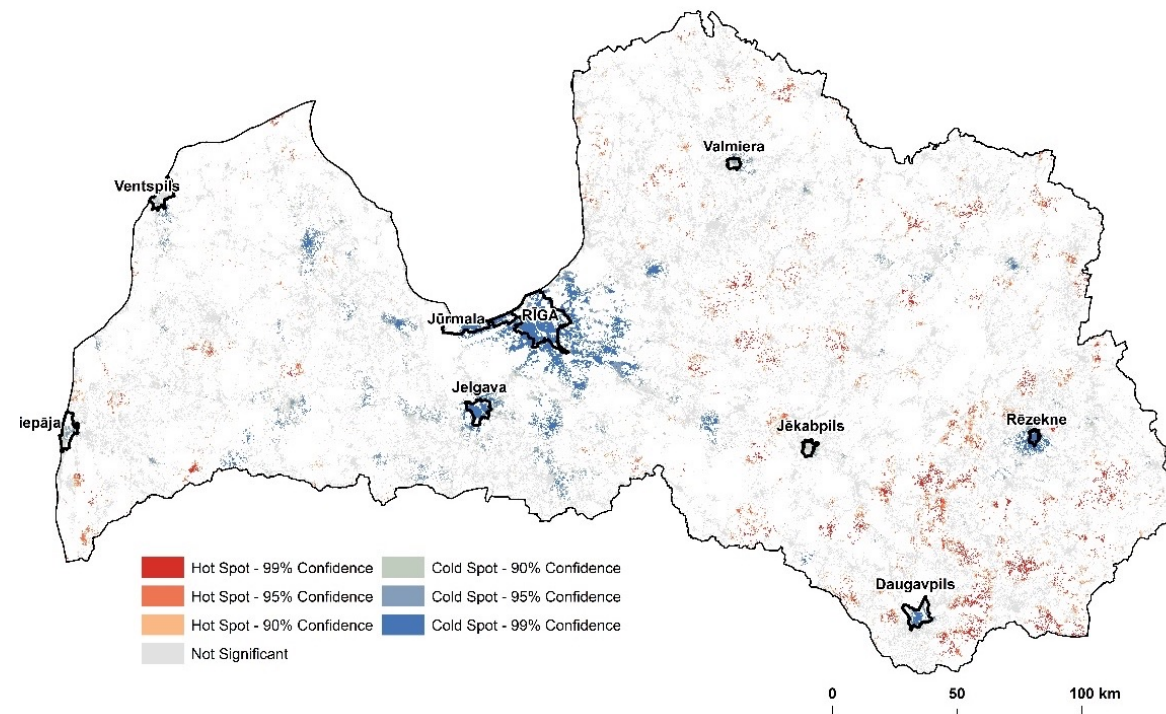 Valmiera
Ventspils
Jūrmala
RĪGA
Jelgava
iepāja
Jēkabpils
Rēzekne
Daugavpils
Hot Spot - 99% Confidence
Cold Spot - 90% Confidence
Hot Spot - 95% Confidence
Cold Spot - 95% Confidence
Hot Spot - 90% Confidence
Cold Spot - 99% Confidence
Not Significant
0 50 100 km